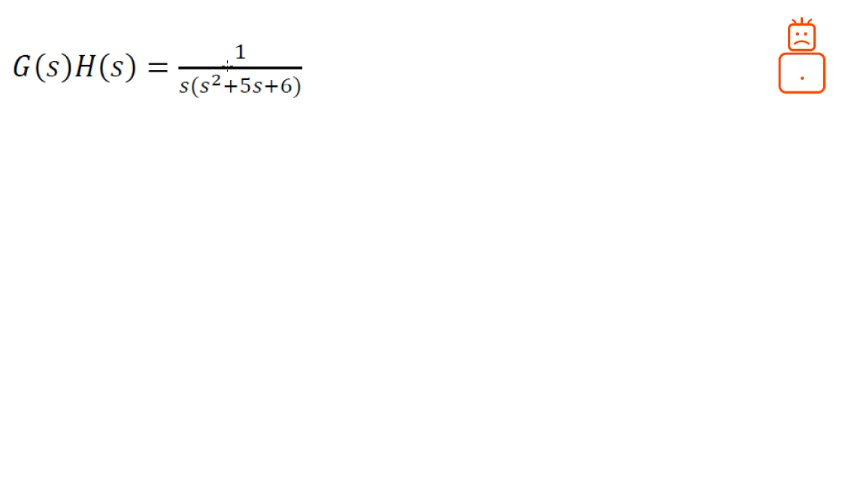 G(s)H(s) = 1 / s(s²+5s+6)